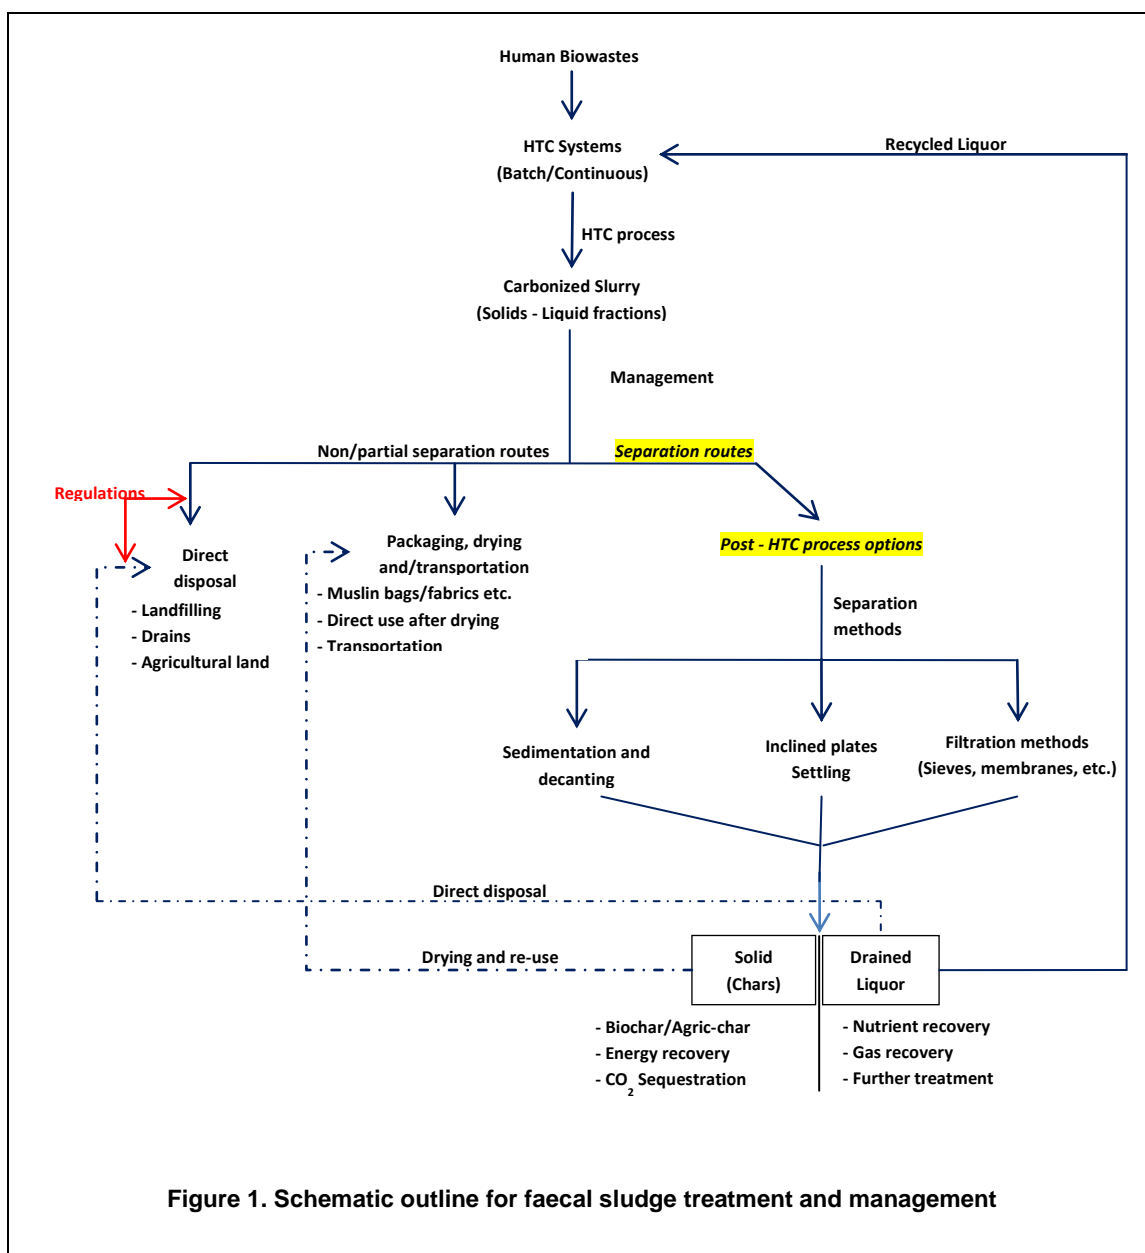 Human Biowastes
HTC Systems
(Batch/Continuous)
Recycled Liquor
HTC process
Carbonized Slurry
(Solids - Liquid fractions)
Management
Non/partial separation routes
Separation routes
Regulations
Direct
disposal
- Landfilling
- Drains
- Agricultural land
Packaging, drying
and/transportation
- Muslin bags/fabrics etc.
- Direct use after drying
- Transportation
Post - HTC process options
Separation
methods
Sedimentation and
decanting
Inclined plates
Settling
Filtration methods
(Sieves, membranes, etc.)
Direct disposal
Drying and re-use
Solid
(Chars)
Drained
Liquor
- Biochar/Agric-char
- Energy recovery
- CO2 Sequestration
- Nutrient recovery
- Gas recovery
- Further treatment
Figure 1. Schematic outline for faecal sludge treatment and management